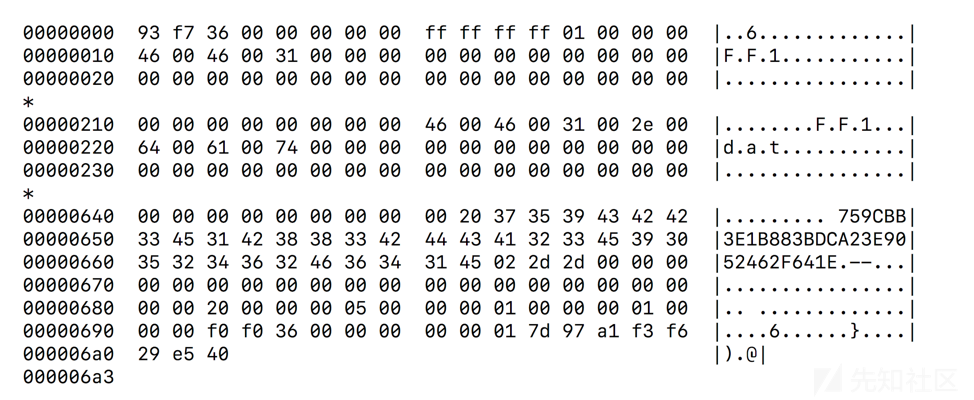 00000000  93 f7 36 00 00 00 00 00  ff ff ff ff 01 00 00 00  |..6.............|
00000010  46 00 46 00 31 00 00 00  00 00 00 00 00 00 00 00  |F.F.1...........|
00000020  00 00 00 00 00 00 00 00  00 00 00 00 00 00 00 00  |................|
*
00000210  00 00 00 00 00 00 00 00  46 00 46 00 31 00 2e 00  |........F.F.1...|
00000220  64 00 61 00 74 00 00 00  00 00 00 00 00 00 00 00  |d.a.t...........|
00000230  00 00 00 00 00 00 00 00  00 00 00 00 00 00 00 00  |................|
*
00000640  00 00 00 00 00 00 00 00  00 20 37 35 39 43 42 42  |......... 759CBB|
00000650  33 45 31 42 38 38 33 42  44 43 41 32 33 45 39 30  |3E1B883BDCA23E90|
00000660  35 32 34 36 32 46 36 34  31 45 02 2d 2d 00 00 00  |52462F641E.--...|
00000670  00 00 00 00 00 00 00 00  00 00 00 00 00 00 00 00  |................|
00000680  00 00 20 00 00 00 05 00  00 00 01 00 00 00 01 00  |.. .............|
00000690  00 00 f0 f0 36 00 00 00  00 00 01 7d 97 a1 f3 f6  |....6......}....|
000006a0  29 e5 40  |).@|
000006a3
先知社区